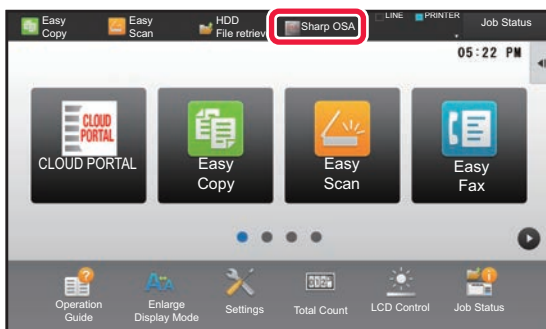 Easy
Copy
Easy
Scan
HDD
File retriev
Sharp OSA
LINE
PRINTER
Job Status
05:22 PM
CLOUD
PORTAL
CLOUD PORTAL
Easy
Copy
Easy
Scan
Easy
Fax
Operation
Guide
Enlarge
Display Mode
Settings
Total Count
LCD Control
Job Status